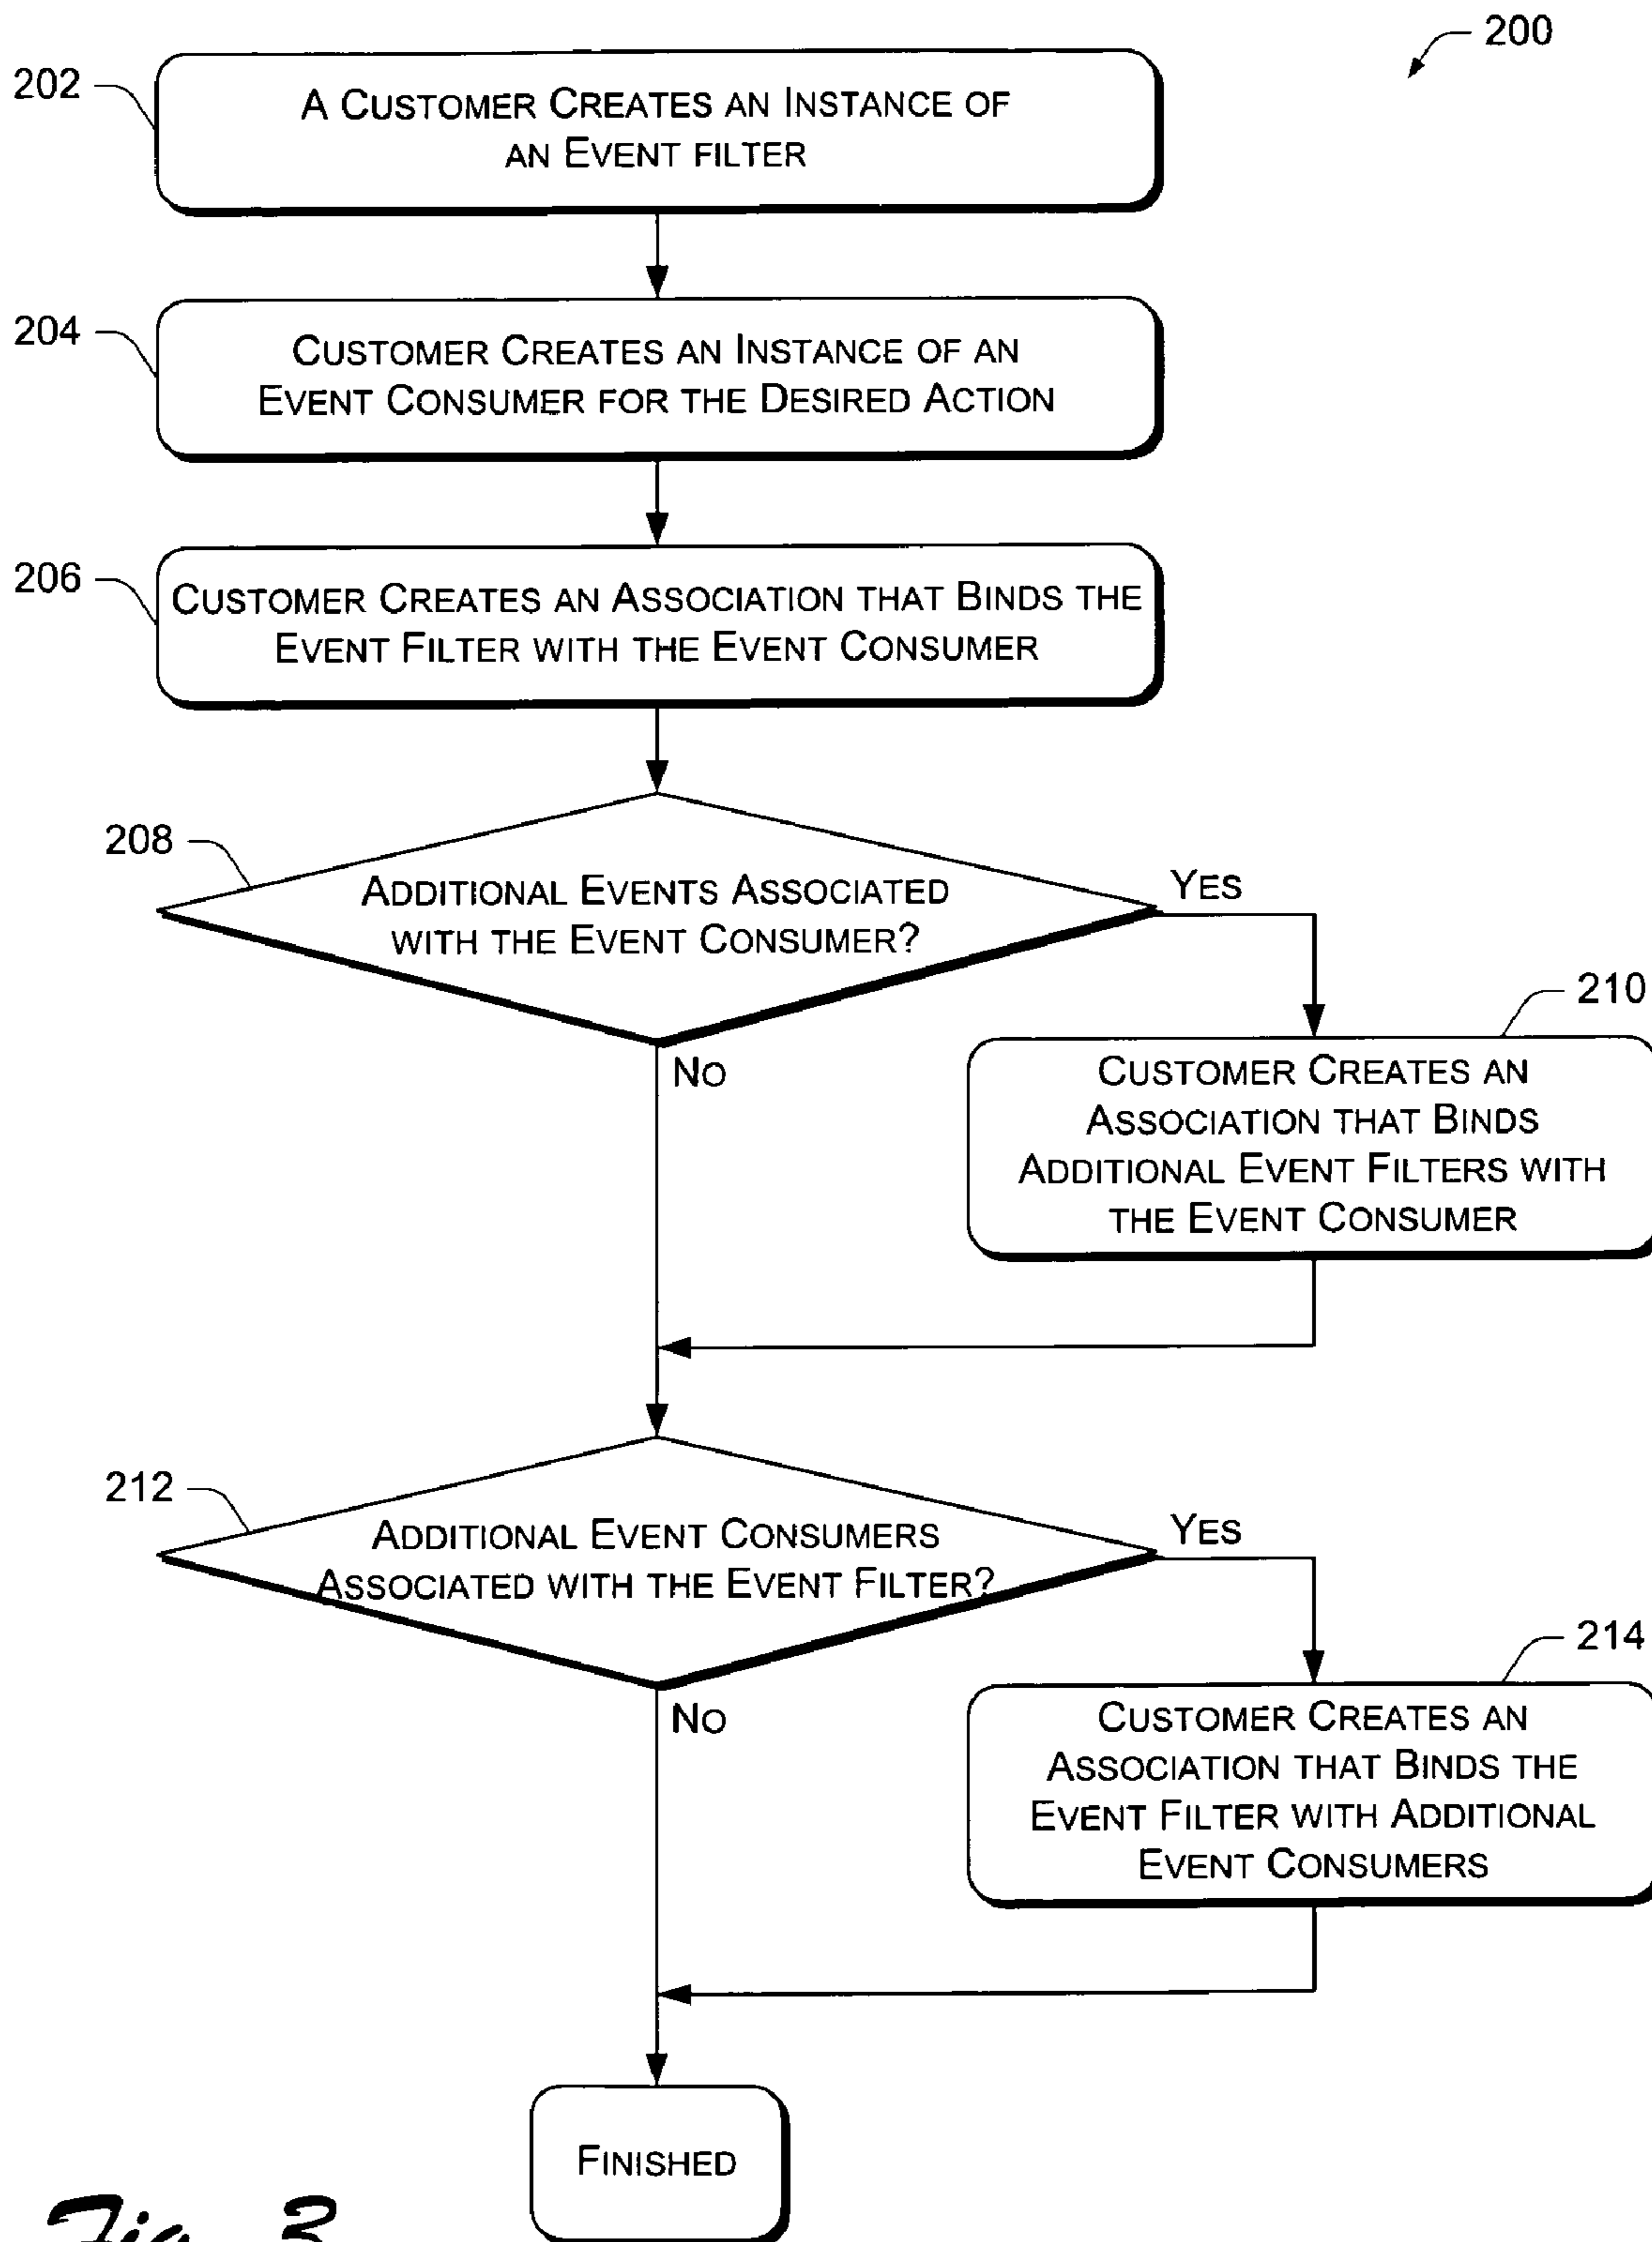 200
202
A CUSTOMER CREATES AN INSTANCE OF
AN EVENT FILTER
204
CUSTOMER CREATES AN INSTANCE OF AN
EVENT CONSUMER FOR THE DESIRED ACTION
206
CUSTOMER CREATES AN ASSOCIATION THAT BINDS THE
EVENT FILTER WITH THE EVENT CONSUMER
208
ADDITIONAL EVENTS ASSOCIATED
WITH THE EVENT CONSUMER?
YES
NO
210
CUSTOMER CREATES AN
ASSOCIATION THAT BINDS
ADDITIONAL EVENT FILTERS WITH
THE EVENT CONSUMER
212
ADDITIONAL EVENT CONSUMERS
ASSOCIATED WITH THE EVENT FILTER?
YES
NO
214
CUSTOMER CREATES AN
ASSOCIATION THAT BINDS THE
EVENT FILTER WITH ADDITIONAL
EVENT CONSUMERS
FINISHED
Fig. 3